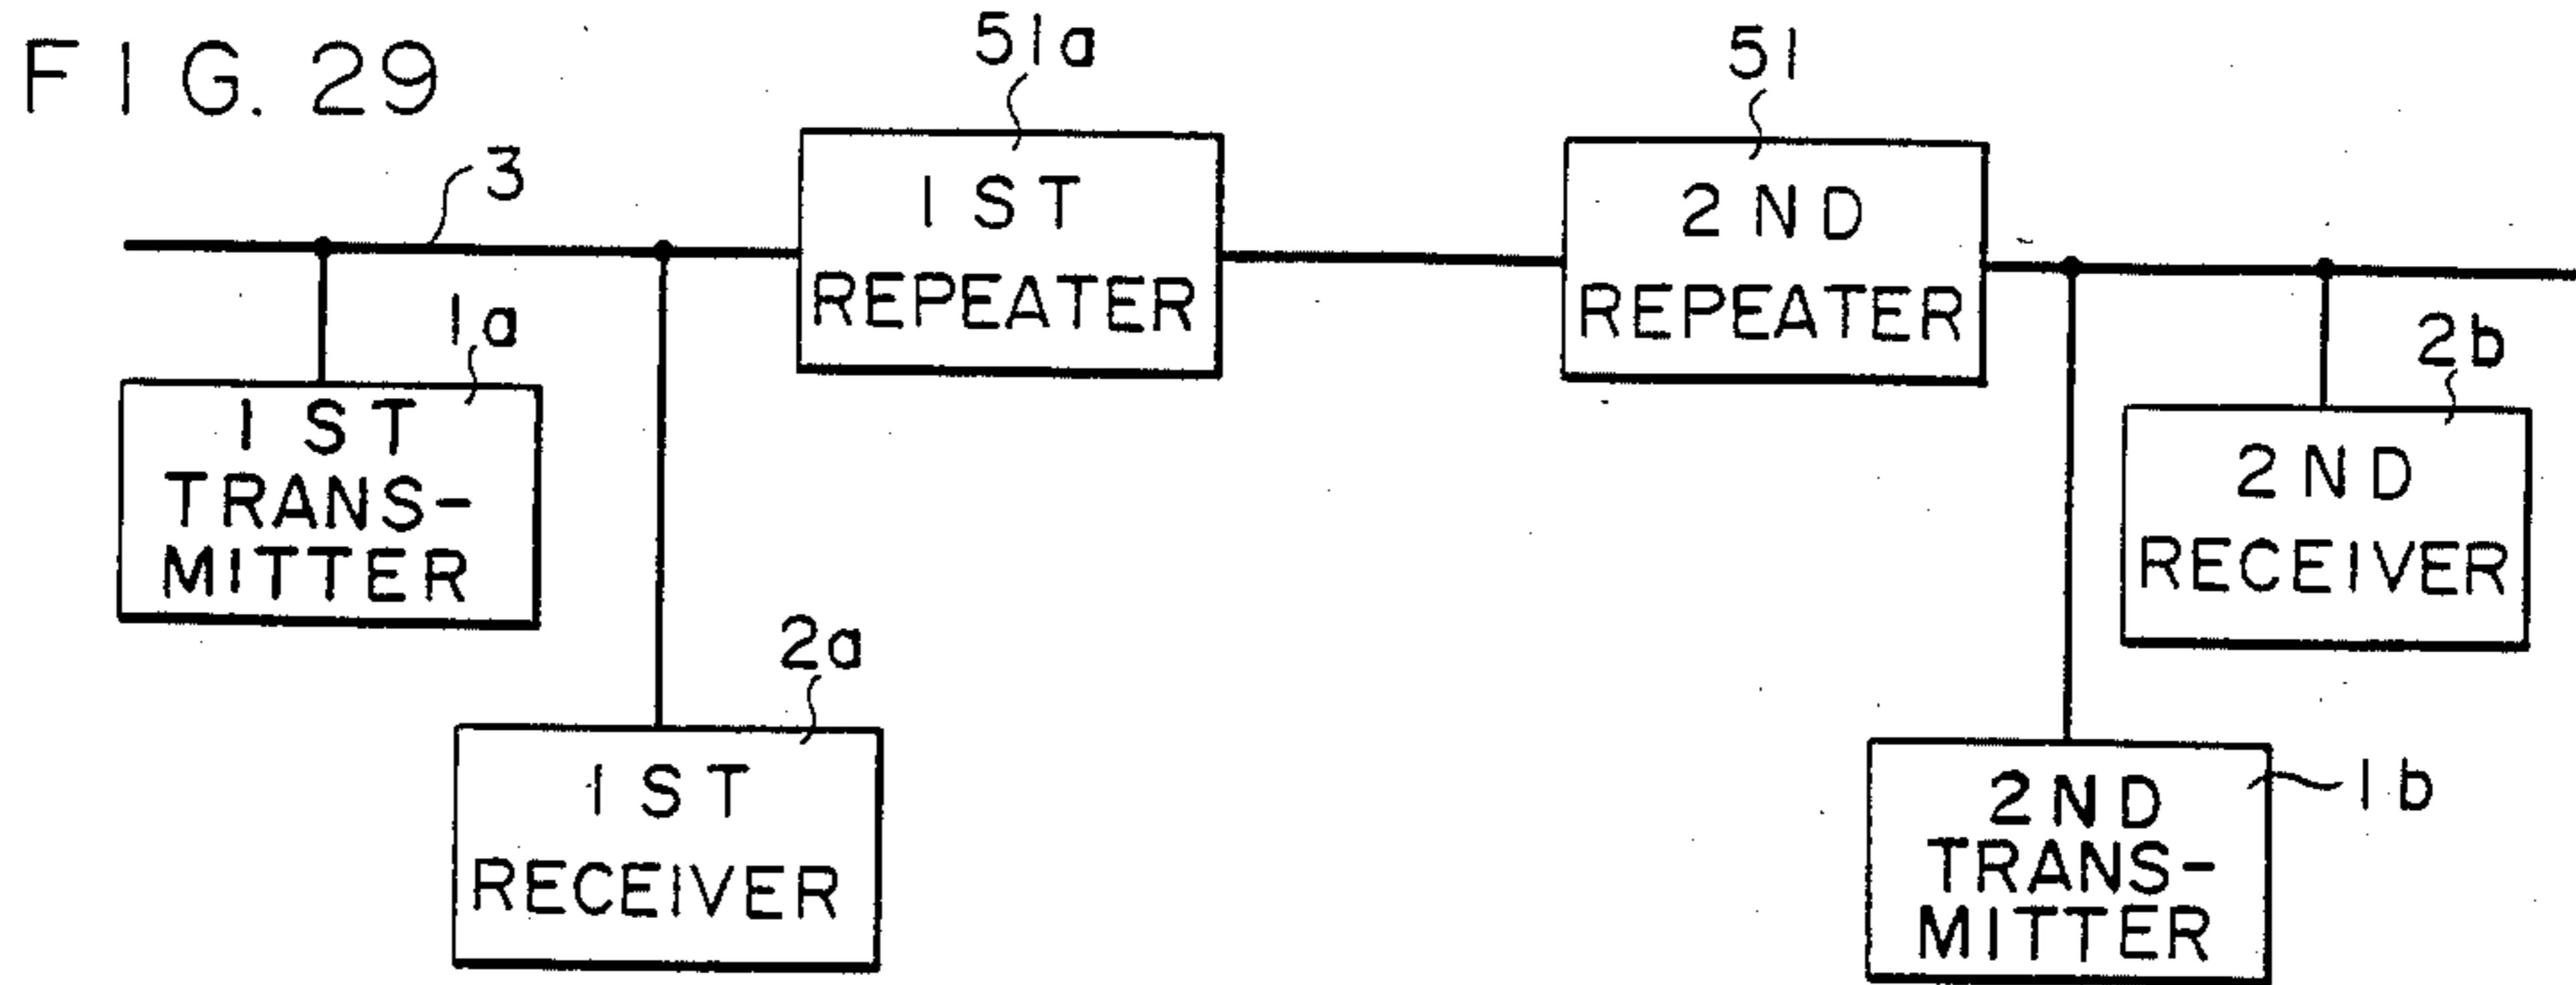 FIG. 29
51a
51
3
1ST
REPEATER
2ND
REPEATER
1a
2b
1ST
TRANS-
MITTER
2ND
RECEIVER
2a
1ST
RECEIVER
1b
2ND
TRANS-
MITTER